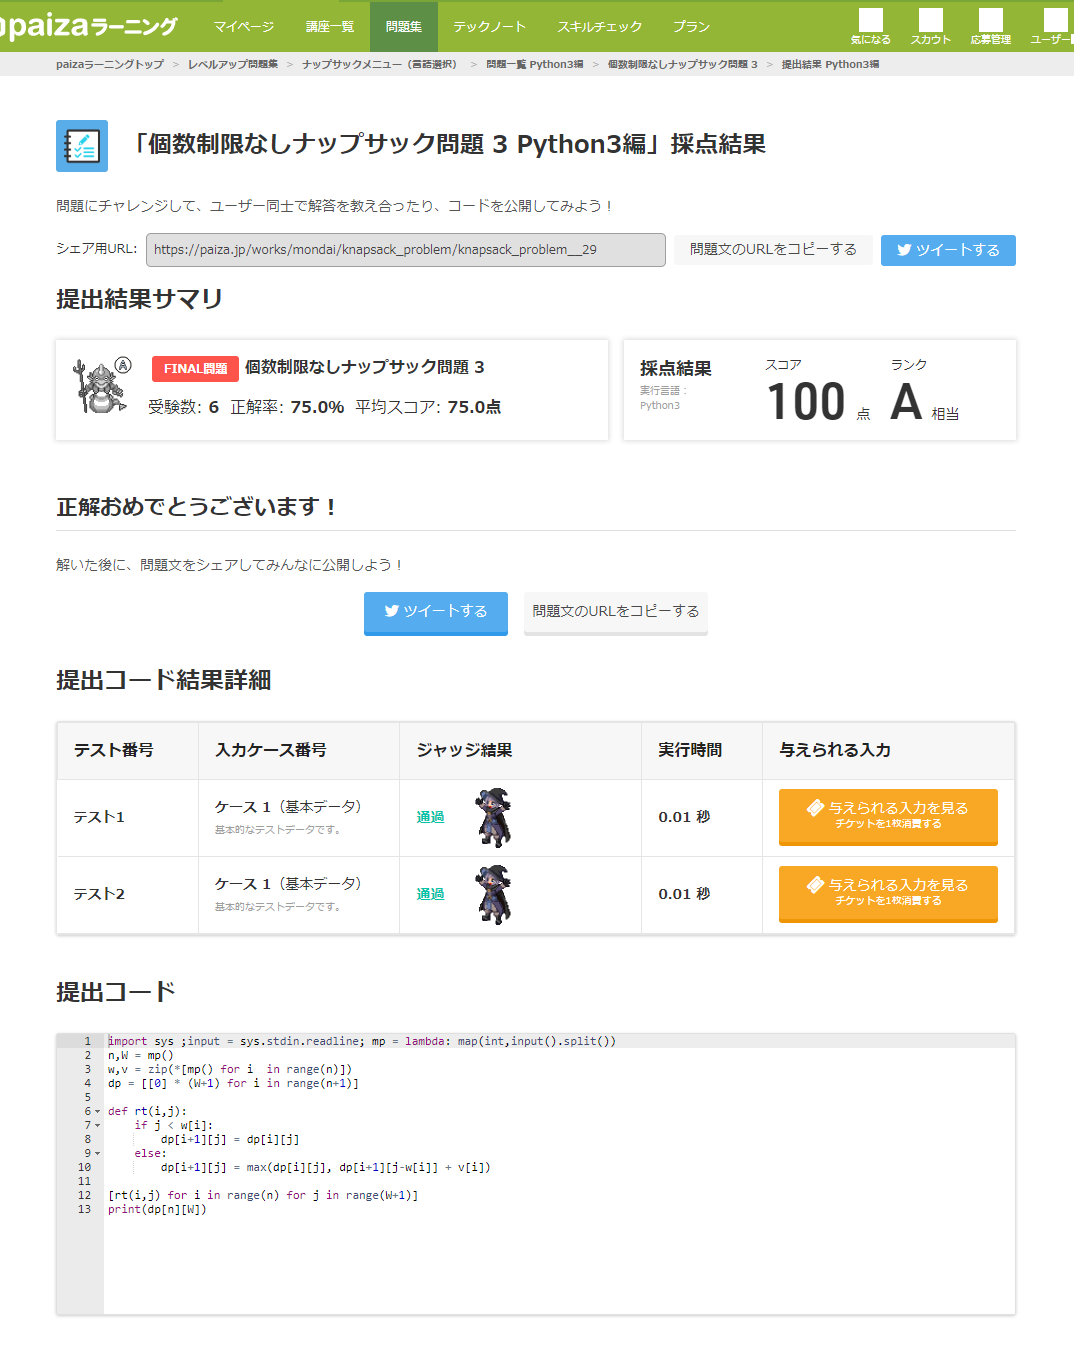 paizaラーニング
マイページ 講座一覧 問題集 テックノート スキルチェック プラン
気になる スカウト 応募管理 ユーザー
paizaラーニングトップ > レベルアップ問題集 > ナップサックメニュー（言語選択） > 問題一覧 Python3編 > 個数制限なしナップサック問題 3 > 提出結果 Python3編
「個数制限なしナップサック問題 3 Python3編」採点結果
問題にチャレンジして、ユーザー同士で解答を教え合ったり、コードを公開してみよう！
シェア用URL: https://paiza.jp/works/mondai/knapsack_problem/knapsack_problem__29 問題文のURLをコピーする ツイートする
提出結果サマリ
A
FINAL問題 個数制限なしナップサック問題 3
受験数: 6 正解率: 75.0% 平均スコア: 75.0点
採点結果
実行言語：
Python3
スコア
100 点
ランク
A 相当
正解おめでとうございます！
解いた後に、問題文をシェアしてみんなに公開しよう！
ツイートする 問題文のURLをコピーする
提出コード結果詳細
テスト番号 入力ケース番号 ジャッジ結果 実行時間 与えられる入力
テスト1 ケース 1（基本データ） 通過 0.01 秒 与えられる入力を見る
基本的なテストデータです。 チケットを1枚消費する
テスト2 ケース 1（基本データ） 通過 0.01 秒 与えられる入力を見る
基本的なテストデータです。 チケットを1枚消費する
提出コード
1 import sys ;input = sys.stdin.readline; mp = lambda: map(int,input().split())
2 n,W = mp()
3 w,v = zip(*[mp() for i  in range(n)])
4 dp = [[0] * (W+1) for i in range(n+1)]
5
6 def rt(i,j):
7     if j < w[i]:
8         dp[i+1][j] = dp[i][j]
9     else:
10         dp[i+1][j] = max(dp[i][j], dp[i+1][j-w[i]] + v[i])
11
12 [rt(i,j) for i in range(n) for j in range(W+1)]
13 print(dp[n][W])